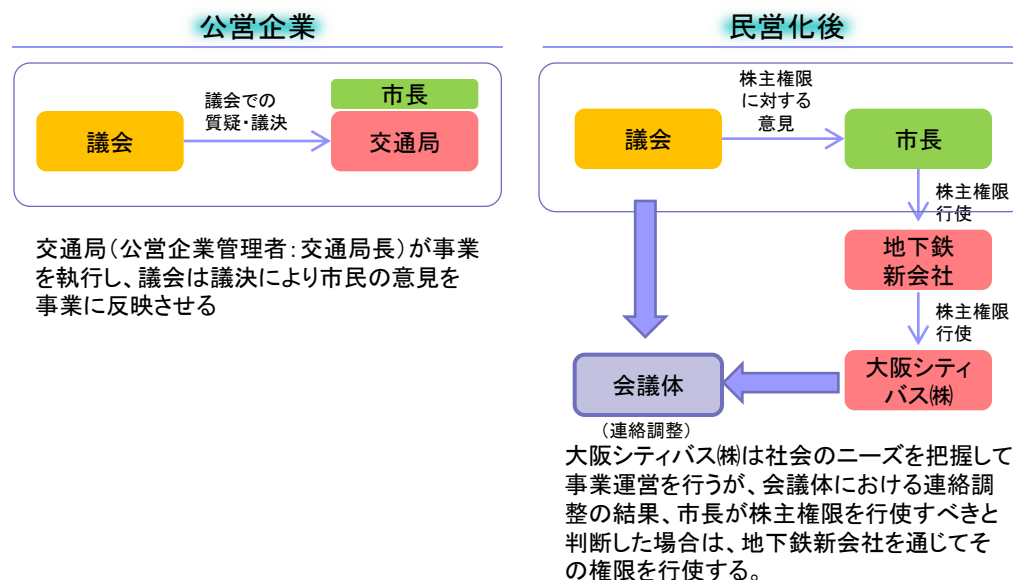 公営企業
議会
議会での
質疑・議決
市長
交通局
交通局(公営企業管理者:交通局長)が事業
を執行し、議会は議決により市民の意見を
事業に反映させる
民営化後
議会
株主権限
に対する
意見
市長
株主権限
行使
地下鉄
新会社
株主権限
行使
大阪シティ
バス㈱
会議体
(連絡調整)
大阪シティバス㈱は社会のニーズを把握して
事業運営を行うが、会議体における連絡調
整の結果、市長が株主権限を行使すべきと
判断した場合は、地下鉄新会社を通じてそ
の権限を行使する。